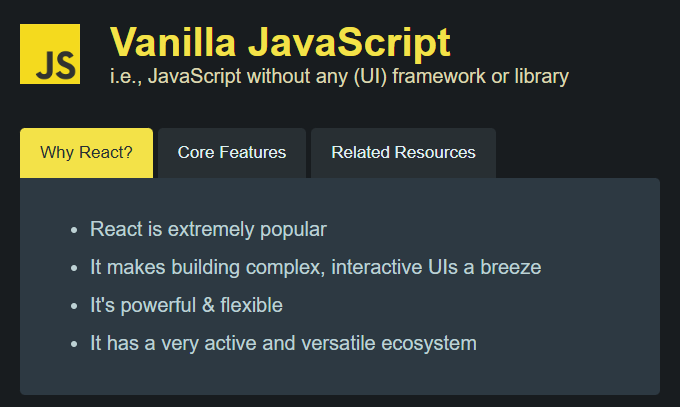 JS
Vanilla JavaScript
i.e., JavaScript without any (UI) framework or library
Why React?
Core Features
Related Resources
• React is extremely popular
• It makes building complex, interactive UIs a breeze
• It's powerful & flexible
• It has a very active and versatile ecosystem